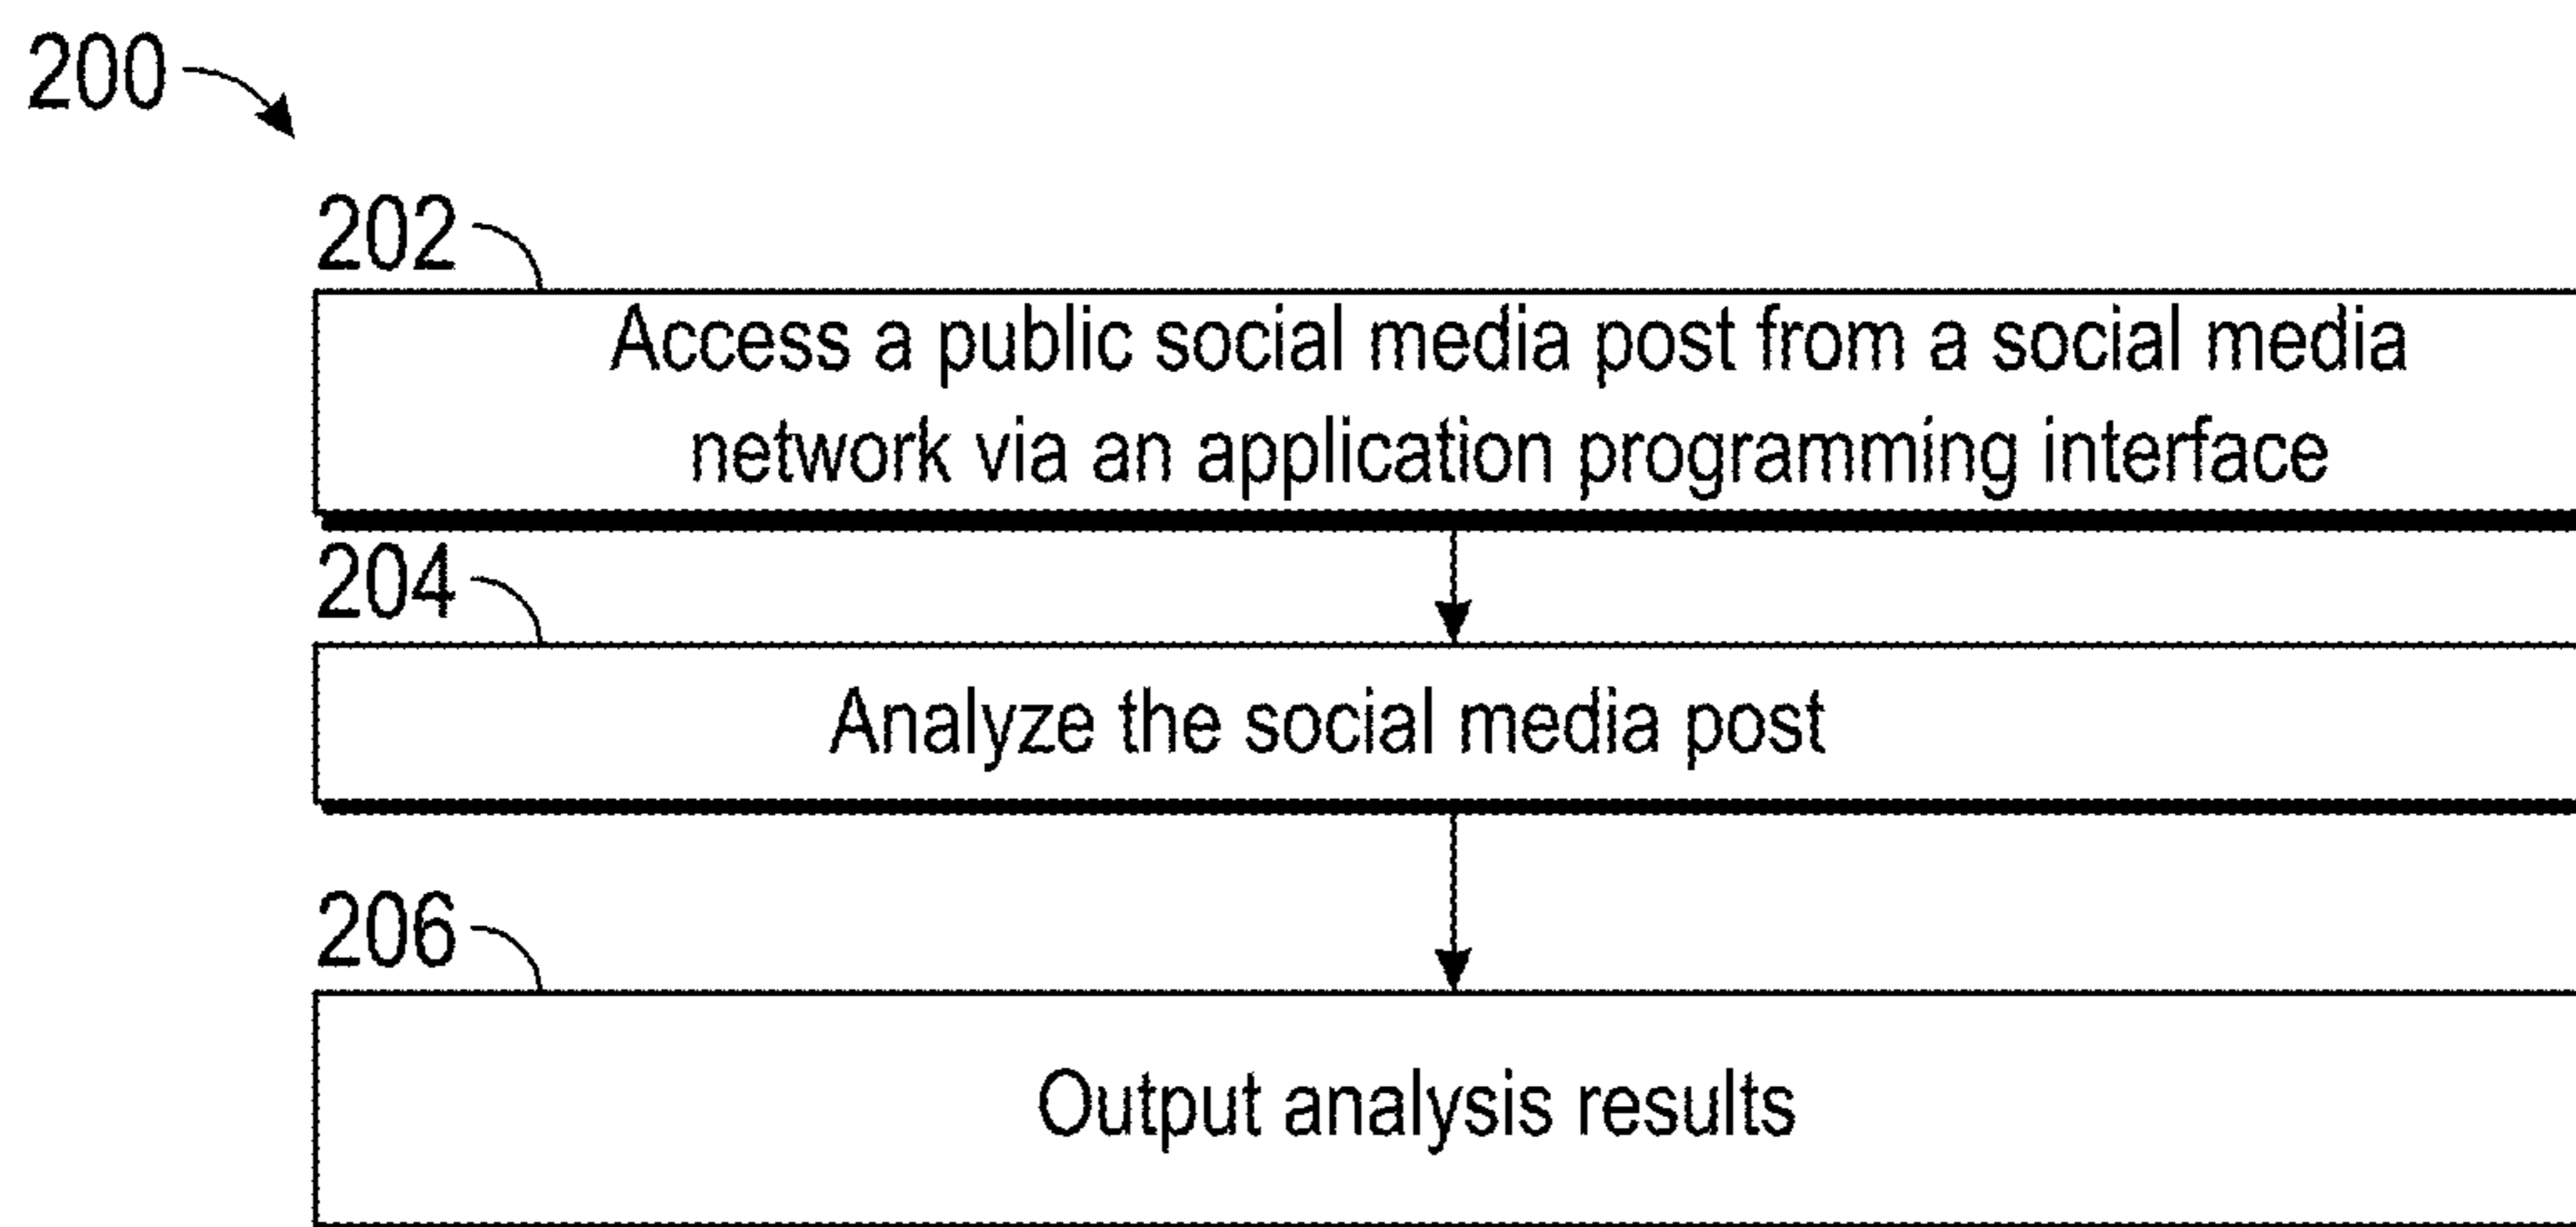 200
202
Access a public social media post from a social media
network via an application programming interface
204
Analyze the social media post
206
Output analysis results